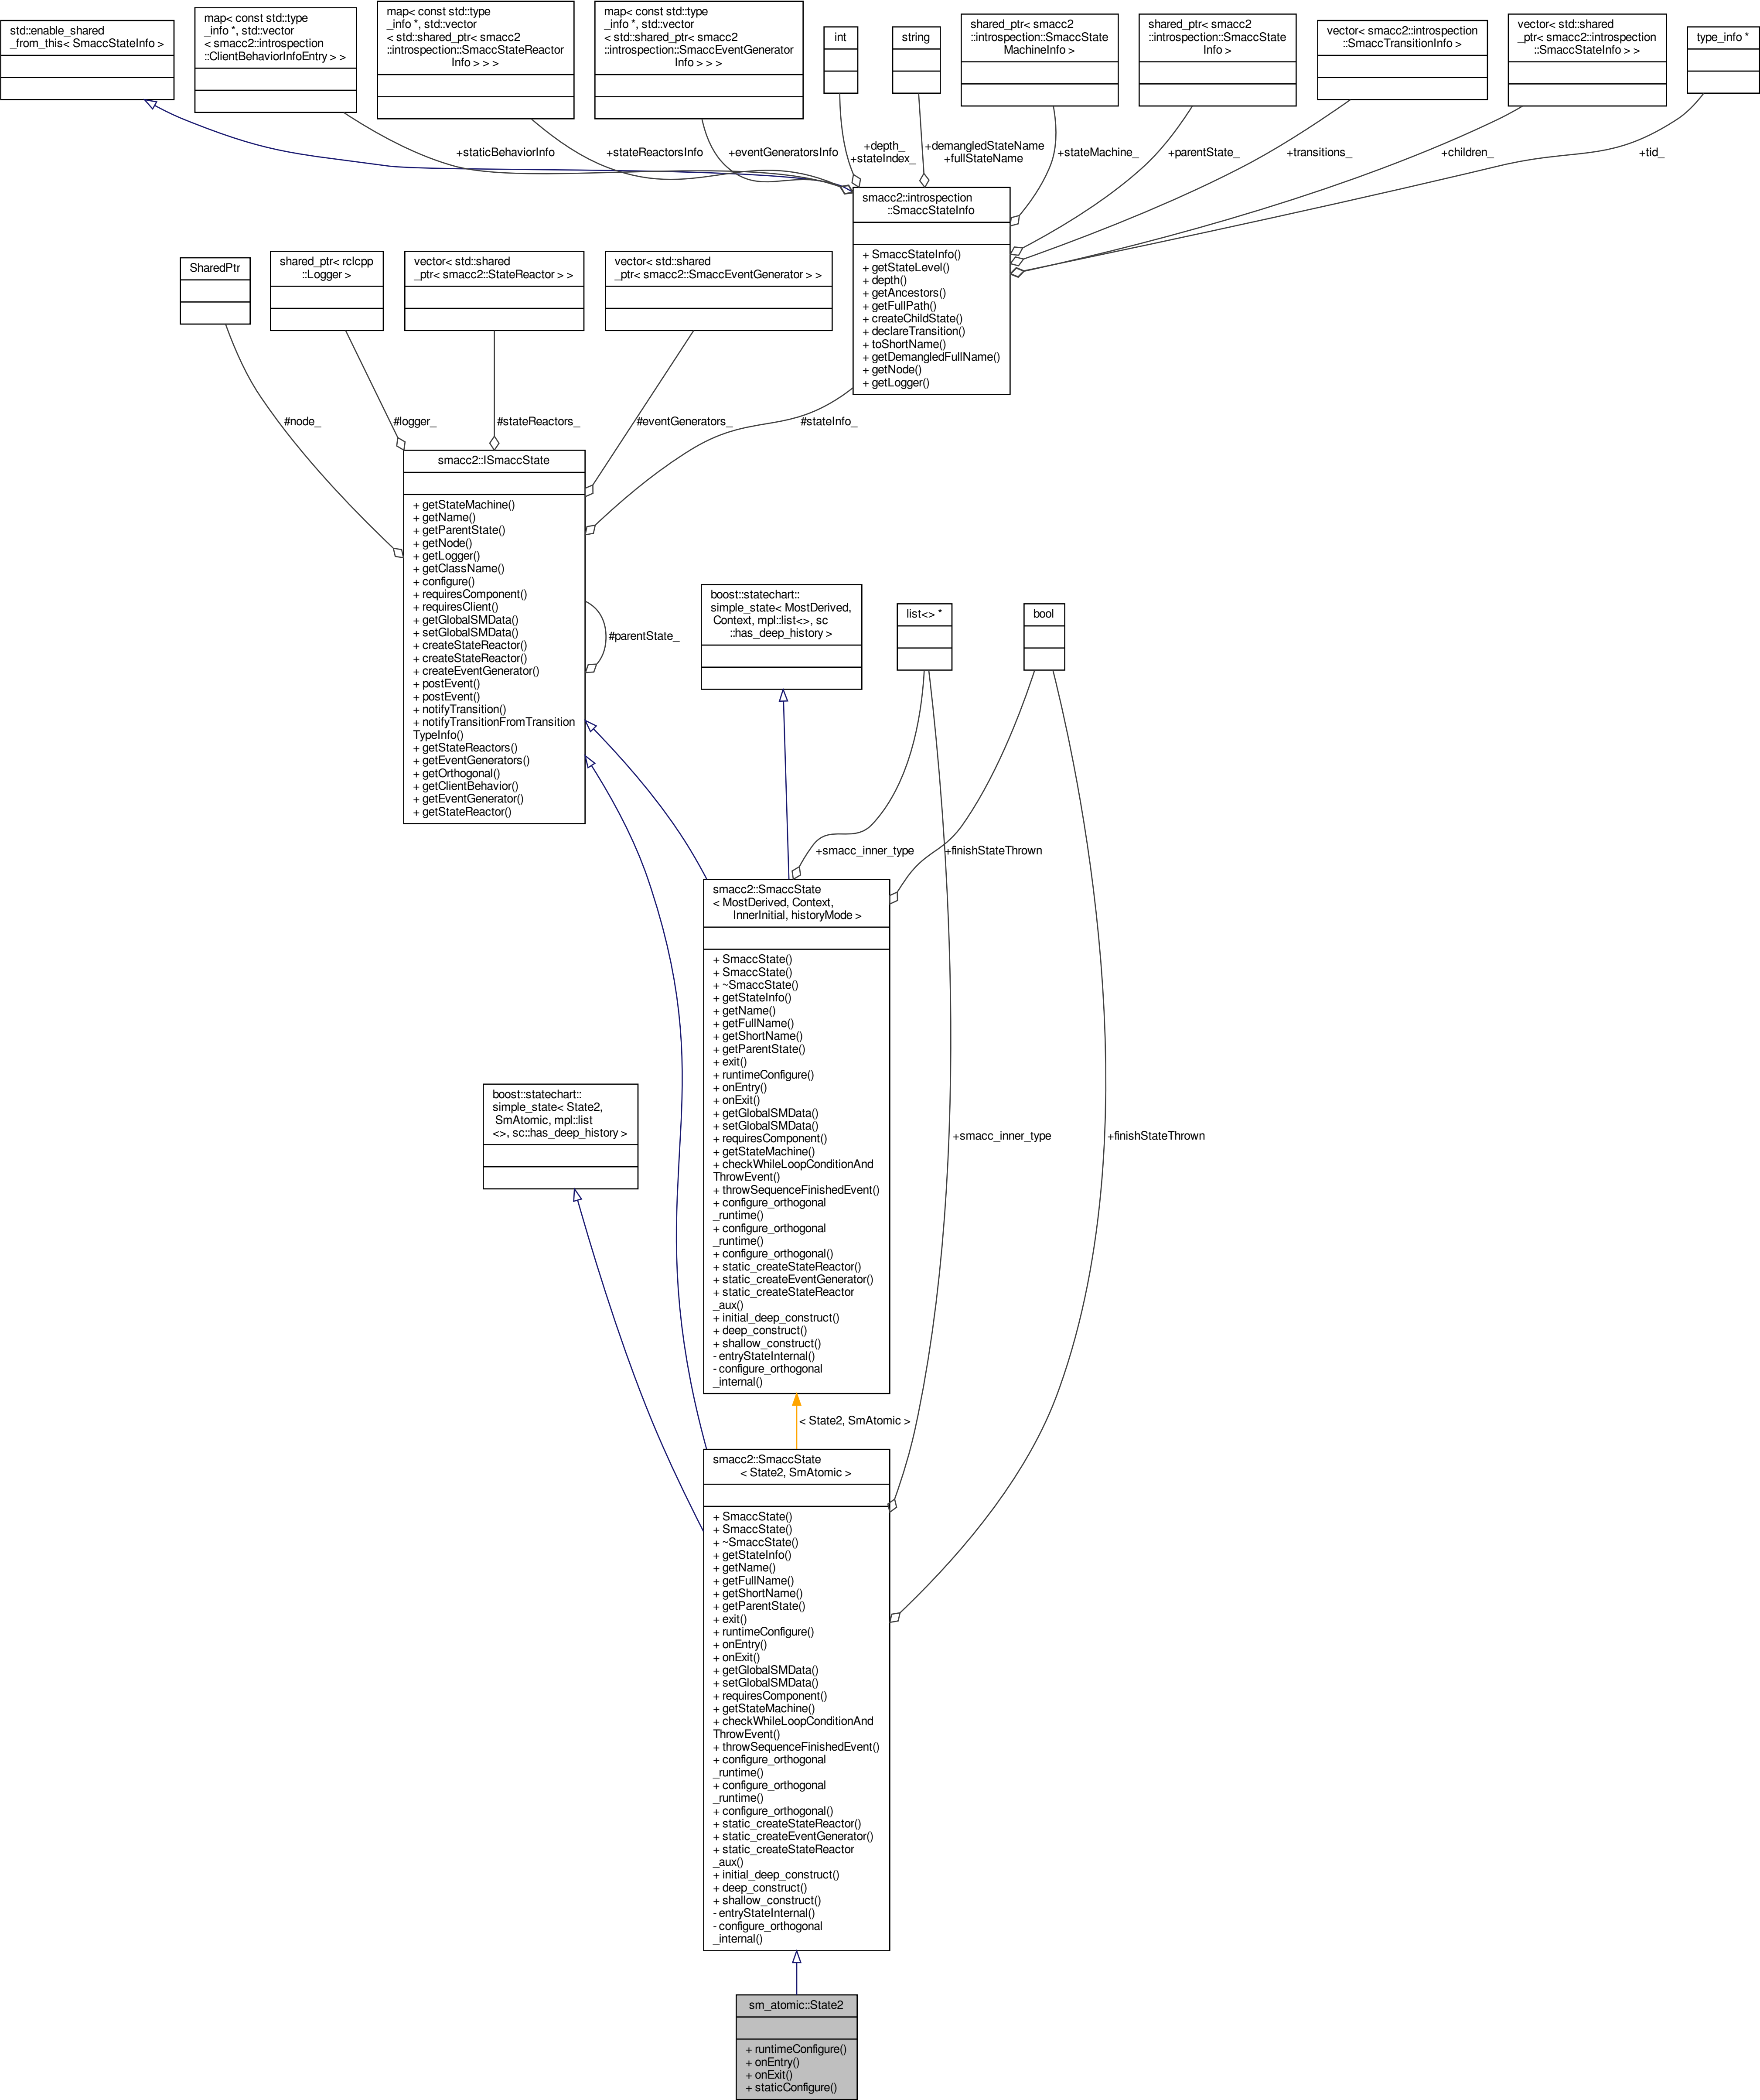 std::enable_shared
_from_this< SmaccStateInfo >
map< const std::type
_info *, std::vector
< smacc2::introspection
::ClientBehaviorInfoEntry > >
map< const std::type
_info *, std::vector
< std::shared_ptr< smacc2
::introspection::SmaccStateReactor
Info > > >
map< const std::type
_info *, std::vector
< std::shared_ptr< smacc2
::introspection::SmaccEventGenerator
Info > > >
int
string
shared_ptr< smacc2
::introspection::SmaccState
MachineInfo >
shared_ptr< smacc2
::introspection::SmaccState
Info >
vector< smacc2::introspection
::SmaccTransitionInfo >
vector< std::shared
_ptr< smacc2::introspection
::SmaccStateInfo > >
type_info *
+staticBehaviorInfo
+stateReactorsInfo
+eventGeneratorsInfo
+depth_
+stateIndex_
+demangledStateName
+fullStateName
+stateMachine_
+parentState_
+transitions_
+children_
+tid_
smacc2::introspection
::SmaccStateInfo
+ SmaccStateInfo()
+ getStateLevel()
+ depth()
+ getAncestors()
+ getFullPath()
+ createChildState()
+ declareTransition()
+ toShortName()
+ getDemangledFullName()
+ getNode()
+ getLogger()
SharedPtr
shared_ptr< rclcpp
::Logger >
vector< std::shared
_ptr< smacc2::StateReactor > >
vector< std::shared
_ptr< smacc2::SmaccEventGenerator > >
#node_
#logger_
#stateReactors_
#eventGenerators_
#stateInfo_
smacc2::ISmaccState
+ getStateMachine()
+ getName()
+ getParentState()
+ getNode()
+ getLogger()
+ getClassName()
+ configure()
+ requiresComponent()
+ requiresClient()
+ getGlobalSMData()
+ setGlobalSMData()
+ createStateReactor()
+ createStateReactor()
+ createEventGenerator()
+ postEvent()
+ postEvent()
+ notifyTransition()
+ notifyTransitionFromTransition
TypeInfo()
+ getStateReactors()
+ getEventGenerators()
+ getOrthogonal()
+ getClientBehavior()
+ getEventGenerator()
+ getStateReactor()
#parentState_
boost::statechart::
simple_state< MostDerived,
Context, mpl::list<>, sc
::has_deep_history >
list<> *
bool
+smacc_inner_type
+finishStateThrown
smacc2::SmaccState
< MostDerived, Context,
InnerInitial, historyMode >
+ SmaccState()
+ SmaccState()
+ ~SmaccState()
+ getStateInfo()
+ getName()
+ getFullName()
+ getShortName()
+ getParentState()
+ exit()
+ runtimeConfigure()
+ onEntry()
+ onExit()
+ getGlobalSMData()
+ setGlobalSMData()
+ requiresComponent()
+ getStateMachine()
+ checkWhileLoopConditionAnd
ThrowEvent()
+ throwSequenceFinishedEvent()
+ configure_orthogonal
_runtime()
+ configure_orthogonal
_runtime()
+ configure_orthogonal()
+ static_createStateReactor()
+ static_createEventGenerator()
+ static_createStateReactor
_aux()
+ initial_deep_construct()
+ deep_construct()
+ shallow_construct()
- entryStateInternal()
- configure_orthogonal
_internal()
boost::statechart::
simple_state< State2,
SmAtomic, mpl::list
<>, sc::has_deep_history >
+smacc_inner_type
+finishStateThrown
< State2, SmAtomic >
smacc2::SmaccState
< State2, SmAtomic >
+ SmaccState()
+ SmaccState()
+ ~SmaccState()
+ getStateInfo()
+ getName()
+ getFullName()
+ getShortName()
+ getParentState()
+ exit()
+ runtimeConfigure()
+ onEntry()
+ onExit()
+ getGlobalSMData()
+ setGlobalSMData()
+ requiresComponent()
+ getStateMachine()
+ checkWhileLoopConditionAnd
ThrowEvent()
+ throwSequenceFinishedEvent()
+ configure_orthogonal
_runtime()
+ configure_orthogonal
_runtime()
+ configure_orthogonal()
+ static_createStateReactor()
+ static_createEventGenerator()
+ static_createStateReactor
_aux()
+ initial_deep_construct()
+ deep_construct()
+ shallow_construct()
- entryStateInternal()
- configure_orthogonal
_internal()
sm_atomic::State2
+ runtimeConfigure()
+ onEntry()
+ onExit()
+ staticConfigure()